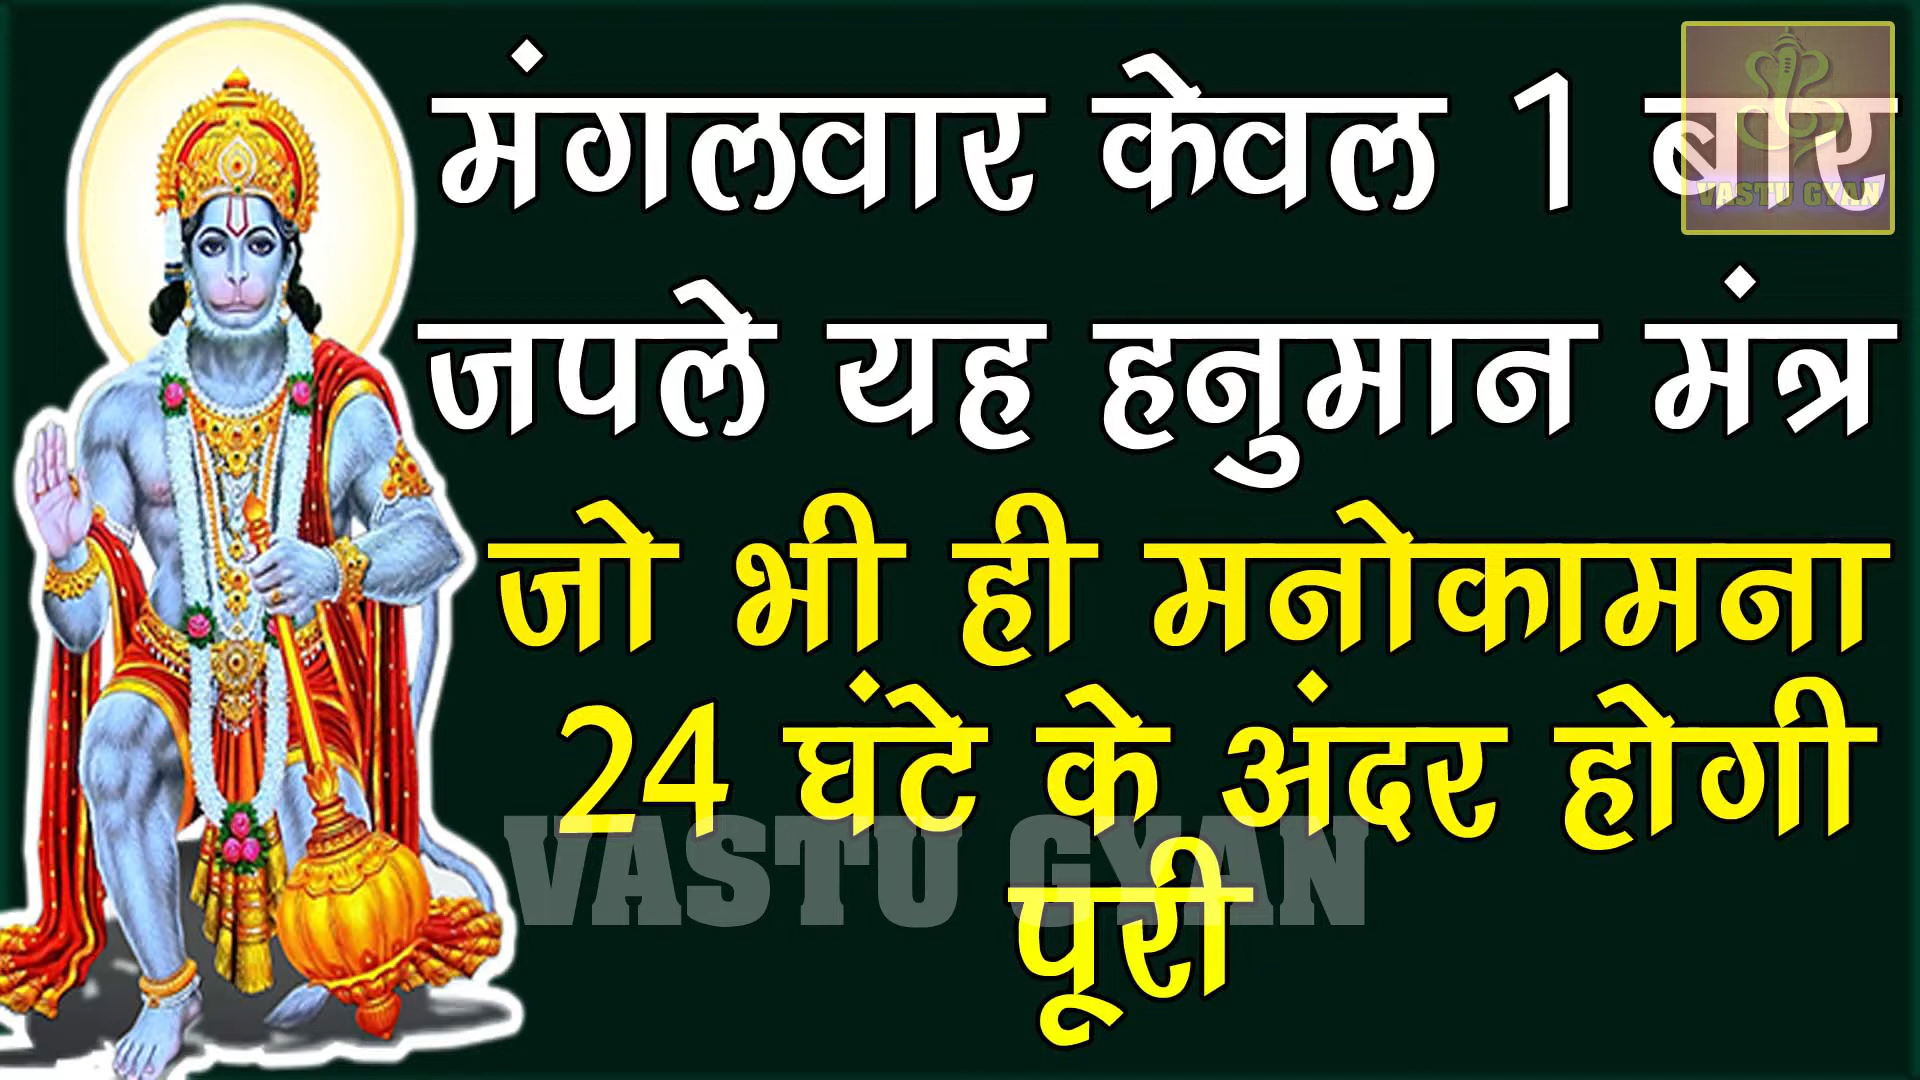 मंगलवार केवल 1 बार
VASTU GYAN
जपले यह हनुमान मंत्र
जो भी ही मनोकामना
24 घंटे के अंदर होगी
VASTU GYAN
पूरी